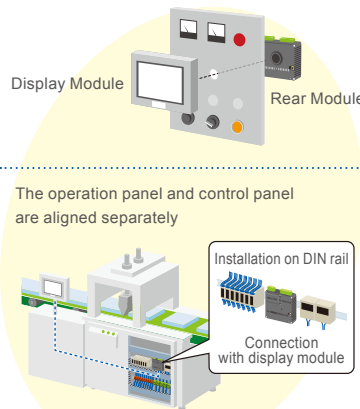 Display Module
Rear Module
The operation panel and control panel
are aligned separately
Installation on DIN rail
Connection
with display module